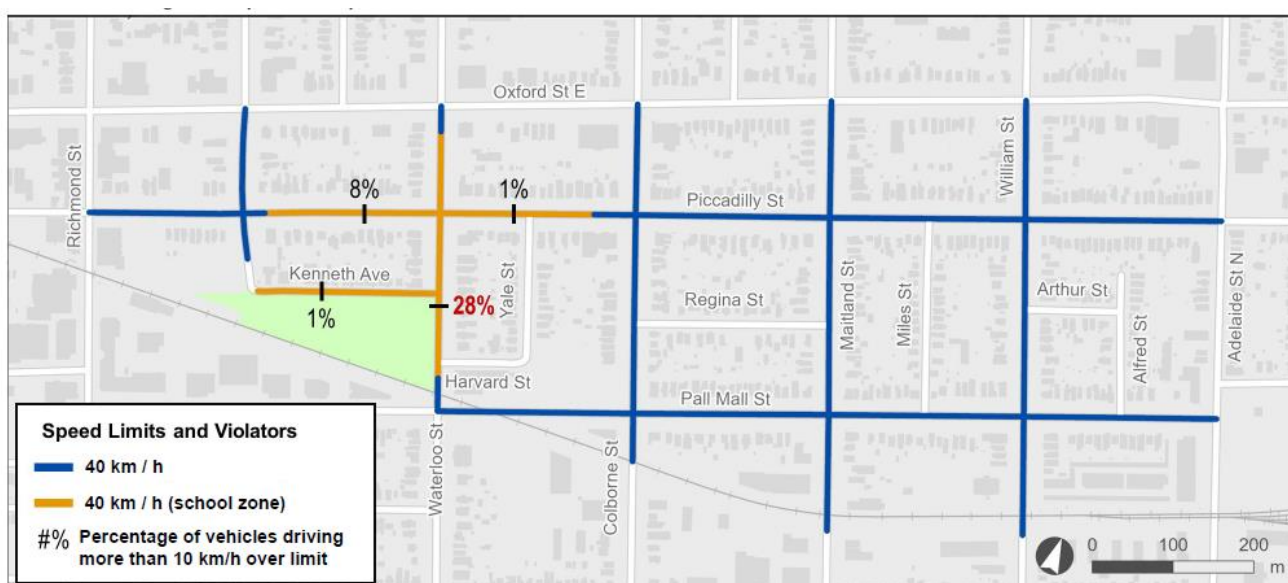 Oxford St E
Richmond St
William St
8%
1%
Piccadilly St
Kenneth Ave
1%
28%
Yale St
Regina St
Maitland St
Miles St
Arthur St
Alfred St
Adelaide St N
Harvard St
Pall Mall St
Waterloo St
Colborne St
Speed Limits and Violators
40 km / h
40 km / h (school zone)
#% Percentage of vehicles driving
more than 10 km/h over limit
0 100 200
m